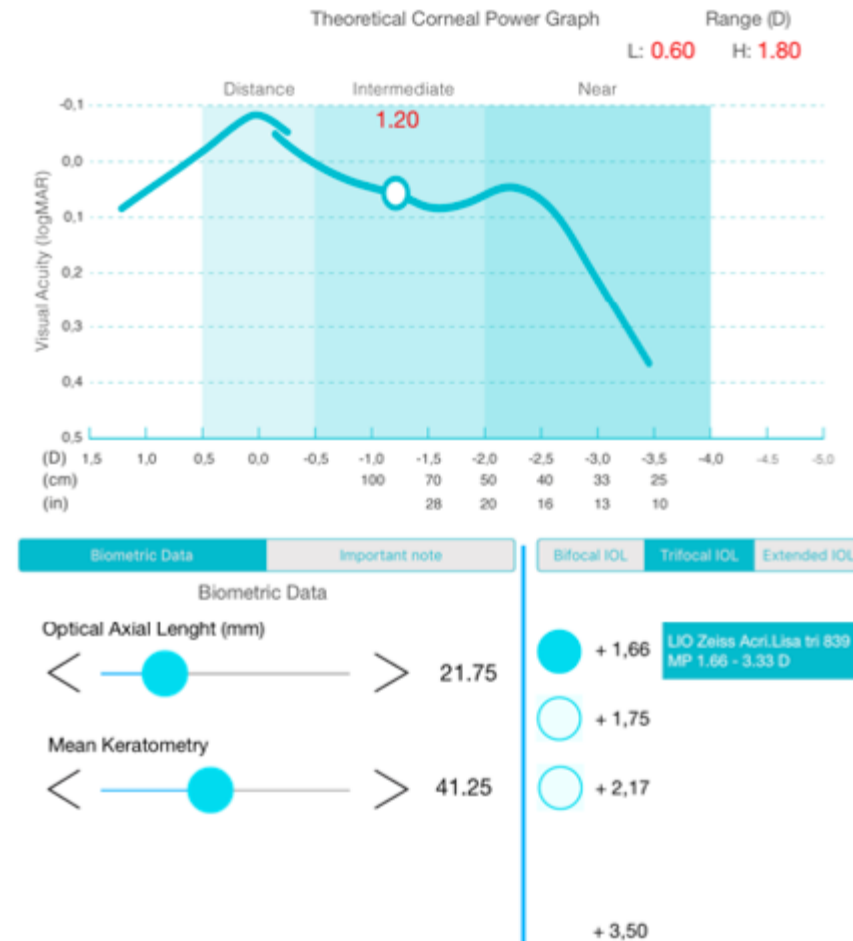 Theoretical Corneal Power Graph Range (D)
L: 0.60 H: 1.80
Distance Intermediate Near
1.20
Visual Acuity (logMAR)
-0,1
0,0
0,1
0,2
0,3
0,4
0,5
(D) 1,5 1,0 0,5 0,0 -0,5 -1,0 -1,5 -2,0 -2,5 -3,0 -3,5 -4,0 -4.5 -5.0
(cm) 100 70 50 40 33 25
(in) 28 20 16 13 10
Biometric Data Important note
Biometric Data
Optical Axial Lenght (mm)
21.75
Mean Keratometry
41.25
Bifocal IOL Trifocal IOL Extended IOL
+ 1,66
LIO Zeiss Acri.Lisa tri 839
MP 1.66 - 3.33 D
+ 1,75
+ 2,17
+ 3,50